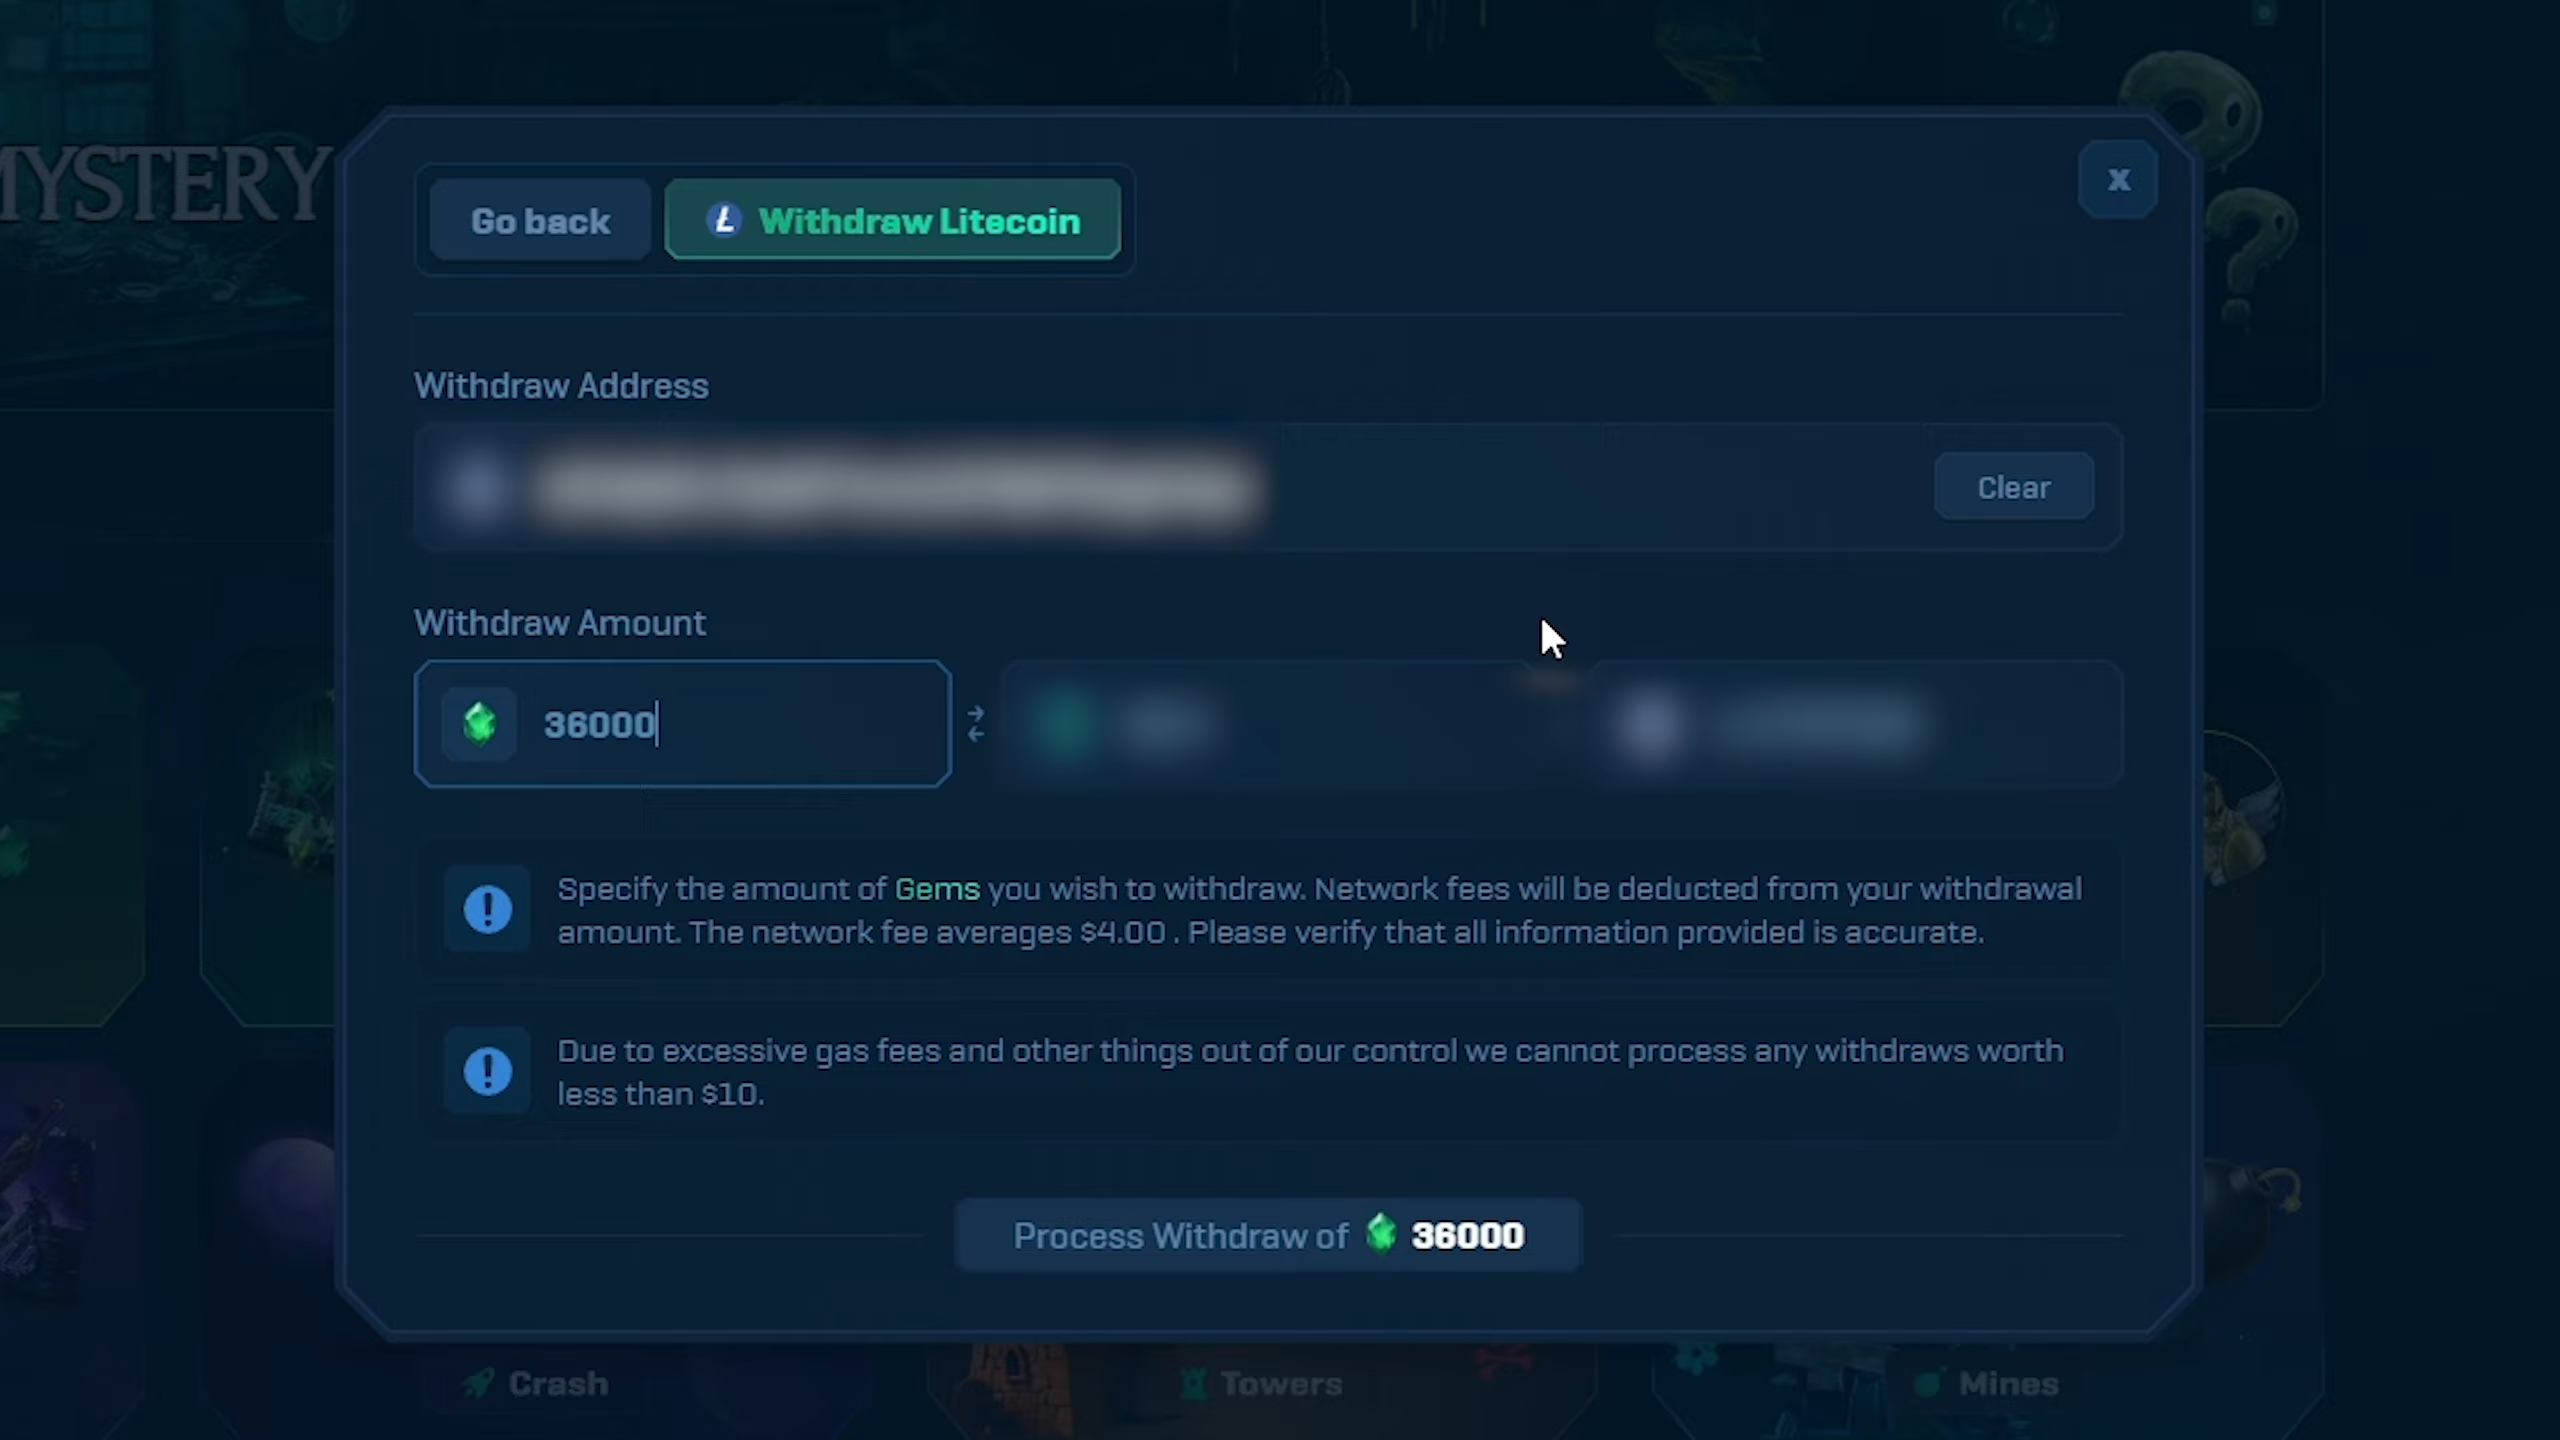 MYSTERY
Go back
Withdraw Litecoin
x
Withdraw Address
Clear
Withdraw Amount
36000
Specify the amount of Gems you wish to withdraw. Network fees will be deducted from your withdrawal
amount. The network fee averages $4.00 . Please verify that all information provided is accurate.
Due to excessive gas fees and other things out of our control we cannot process any withdraws worth
less than $10.
Process Withdraw of 36000
Crash
Towers
Mines